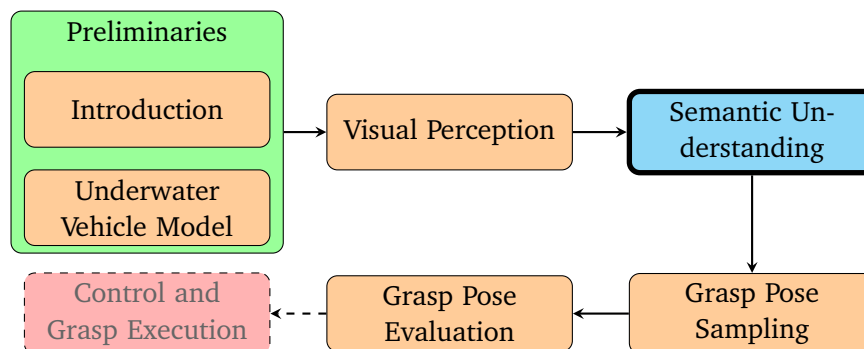 Preliminaries
Introduction
Underwater
Vehicle Model
Visual Perception
Semantic Un-
derstanding
Grasp Pose
Sampling
Grasp Pose
Evaluation
Control and
Grasp Execution